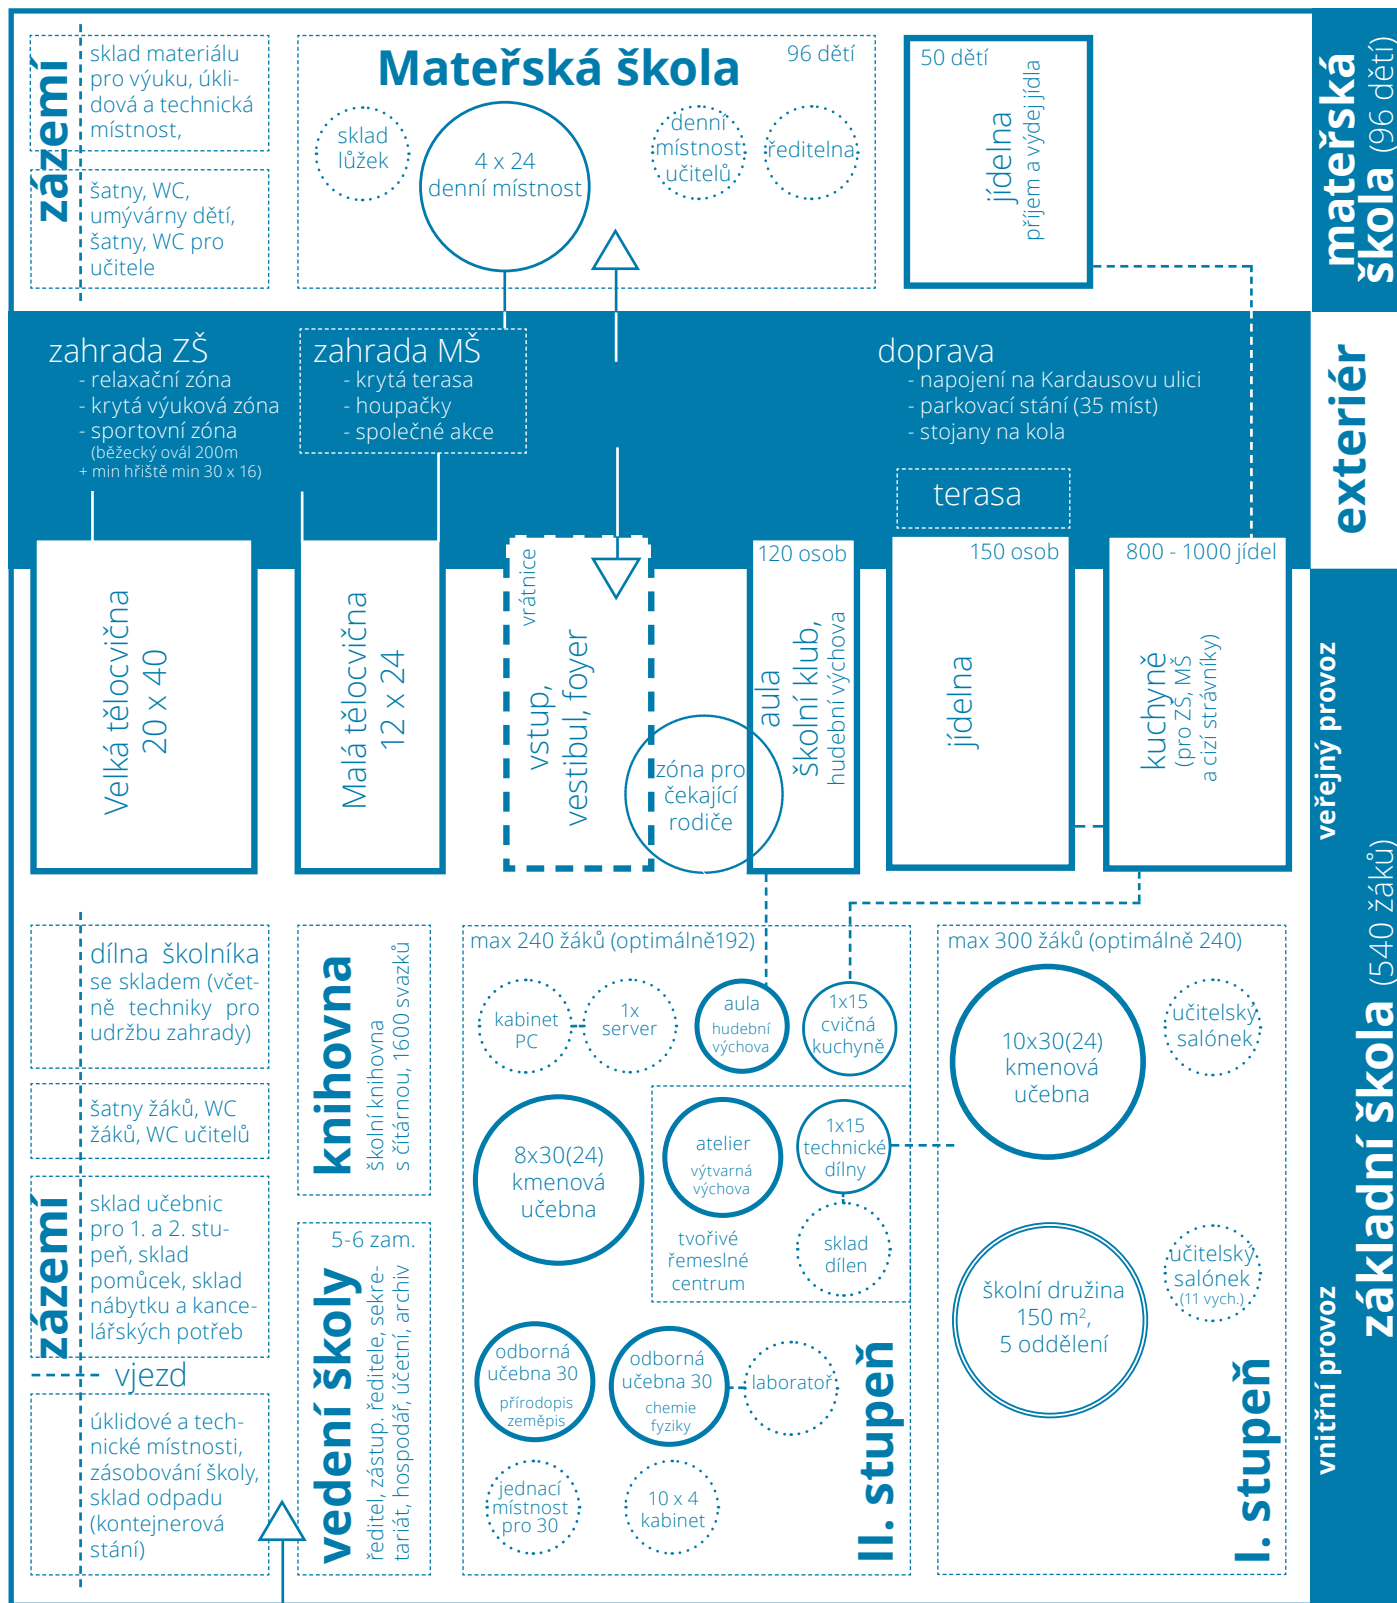 zázemí
sklad materiálu
pro výuku, úkli-
dová a technická
místnost,
šatny, WC,
umývárny dětí,
šatny, WC pro
učitele
Mateřská škola
96 dětí
sklad
lůžek
4 x 24
denní místnost
denní
místnost
učitelů
ředitelna
50 dětí
jídelna
příjem a výdej jídla
mateřská
škola (96 dětí)
zahrada ZŠ
- relaxační zóna
- krytá výuková zóna
- sportovní zóna
(běžecký ovál 200m
+ min hřiště min 30 x 16)
zahrada MŠ
- krytá terasa
- houpačky
- společné akce
doprava
- napojení na Kardausovu ulici
- parkovací stání (35 míst)
- stojany na kola
terasa
exteriér
Velká tělocvična
20 x 40
Malá tělocvična
12 x 24
vrátnice
vstup,
vestibul, foyer
zóna pro
čekající
rodiče
120 osob
aula
školní klub,
hudební výchova
150 osob
jídelna
800 - 1000 jídel
kuchyně
(pro ZŠ, MŠ
a cizí strávníky)
veřejný provoz
základní škola (540 žáků)
vnitřní provoz
dílna školníka
se skladem (včet-
ně techniky pro
udržbu zahrady)
šatny žáků, WC
žáků, WC učitelů
zázemí
sklad učebnic
pro 1. a 2. stu-
peň, sklad
pomůcek, sklad
nábytku a kance-
lářských potřeb
vjezd
úklidové a tech-
nické místnosti,
zásobování školy,
sklad odpadu
(kontejnerová
stání)
knihovna
školní knihovna
s čítárnou, 1600 svazků
5-6 zam.
vedení školy
ředitel, zástup. ředitele, sekre-
tariát, hospodář, účetní, archiv
max 240 žáků (optimálně192)
kabinet
PC
1x
server
aula
hudební
výchova
1x15
cvičná
kuchyně
8x30(24)
kmenová
učebna
atelier
výtvarná
výchova
1x15
technické
dílny
tvořivé
řemeslné
centrum
sklad
dílen
odborná
učebna 30
přírodopis
zeměpis
odborná
učebna 30
chemie
fyziky
laboratoř
jednací
místnost
pro 30
10 x 4
kabinet
II. stupeň
max 300 žáků (optimálně 240)
10x30(24)
kmenová
učebna
učitelský
salónek
školní družina
150 m²,
5 oddělení
učitelský
salónek
(11 vych.)
I. stupeň